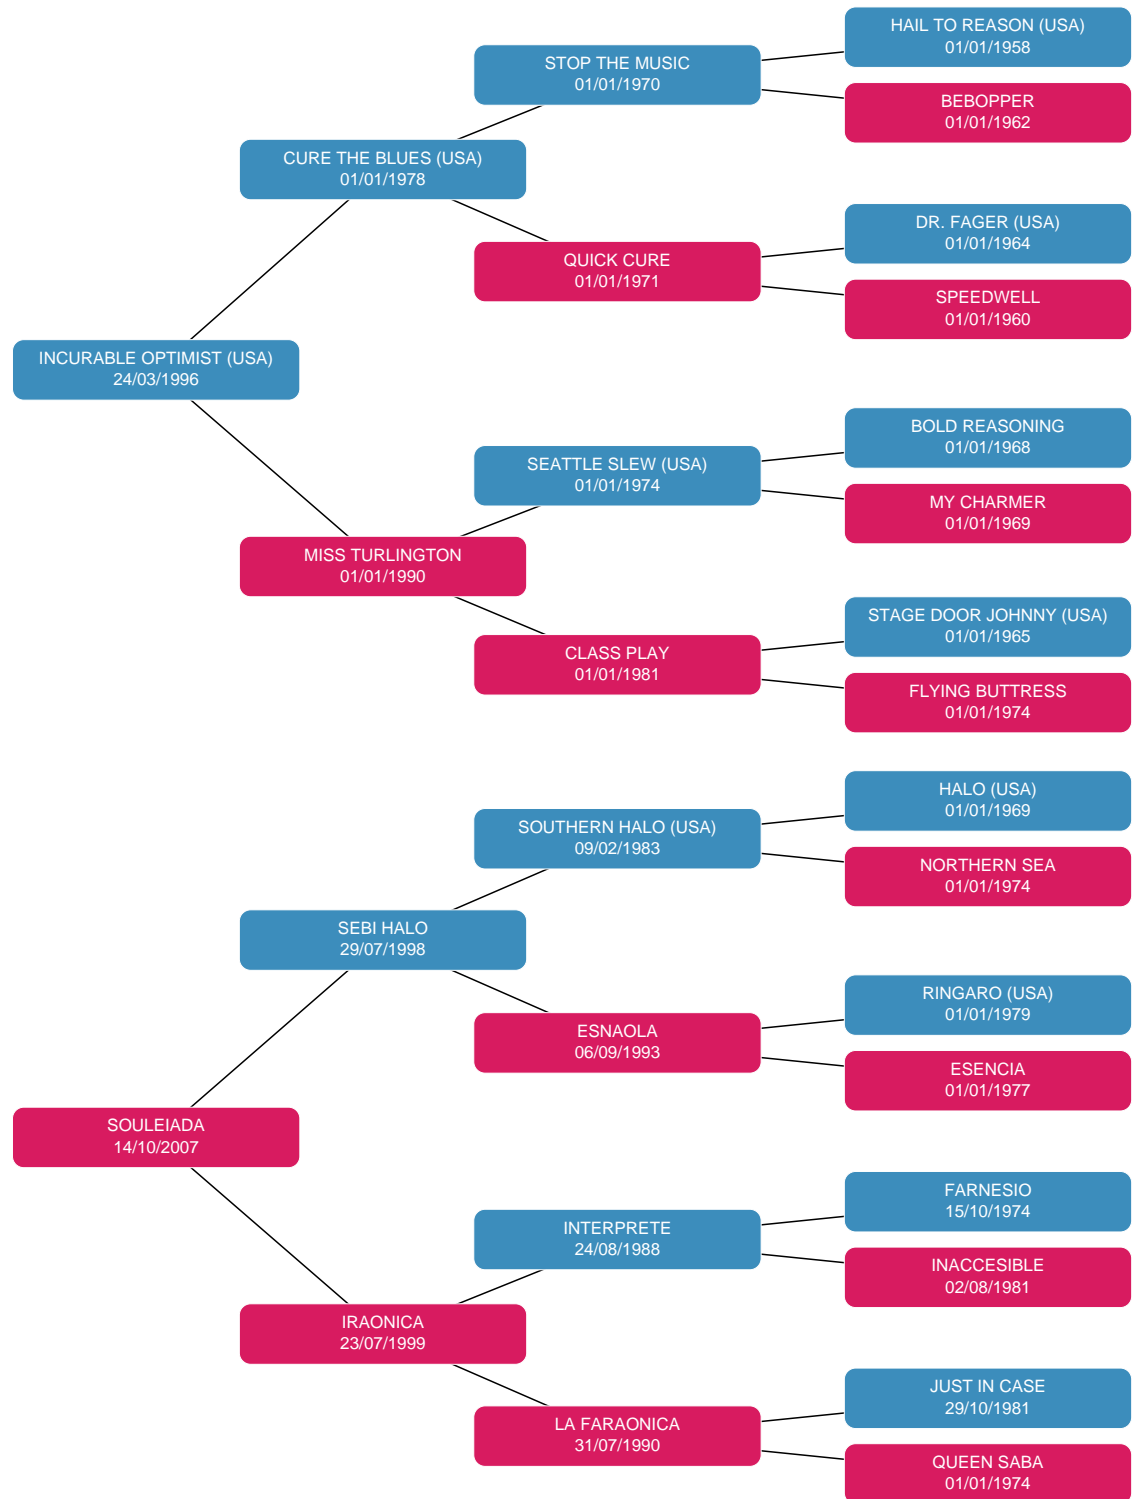 HAIL TO REASON (USA)
01/01/1958
STOP THE MUSIC
01/01/1970
BEBOPPER
01/01/1962
CURE THE BLUES (USA)
01/01/1978
DR. FAGER (USA)
01/01/1964
QUICK CURE
01/01/1971
SPEEDWELL
01/01/1960
INCURABLE OPTIMIST (USA)
24/03/1996
BOLD REASONING
01/01/1968
SEATTLE SLEW (USA)
01/01/1974
MY CHARMER
01/01/1969
MISS TURLINGTON
01/01/1990
STAGE DOOR JOHNNY (USA)
01/01/1965
CLASS PLAY
01/01/1981
FLYING BUTTRESS
01/01/1974
HALO (USA)
01/01/1969
SOUTHERN HALO (USA)
09/02/1983
NORTHERN SEA
01/01/1974
SEBI HALO
29/07/1998
RINGARO (USA)
01/01/1979
ESNAOLA
06/09/1993
ESENCIA
01/01/1977
SOULEIADA
14/10/2007
FARNESIO
15/10/1974
INTERPRETE
24/08/1988
INACCESIBLE
02/08/1981
IRAONICA
23/07/1999
JUST IN CASE
29/10/1981
LA FARAONICA
31/07/1990
QUEEN SABA
01/01/1974